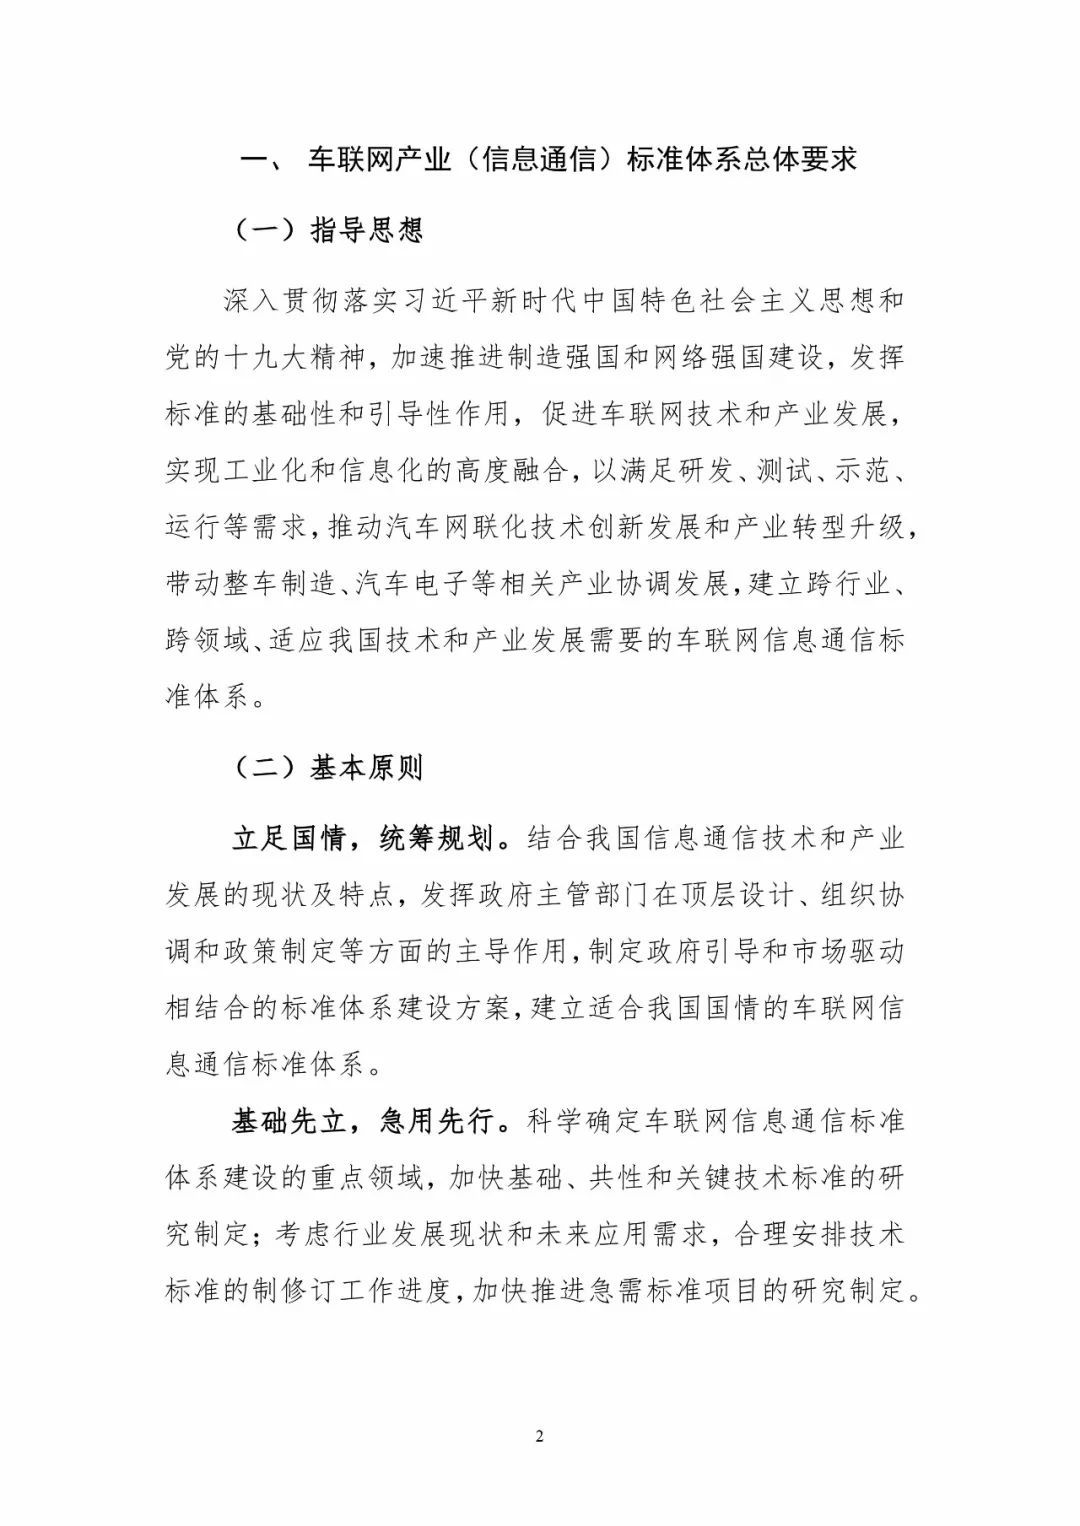 一、 车联网产业（信息通信）标准体系总体要求
（一）指导思想
深入贯彻落实习近平新时代中国特色社会主义思想和
党的十九大精神，加速推进制造强国和网络强国建设，发挥
标准的基础性和引导性作用，促进车联网技术和产业发展，
实现工业化和信息化的高度融合，以满足研发、测试、示范、
运行等需求，推动汽车网联化技术创新发展和产业转型升级，
带动整车制造、汽车电子等相关产业协调发展，建立跨行业、
跨领域、适应我国技术和产业发展需要的车联网信息通信标
准体系。
（二）基本原则
立足国情，统筹规划。结合我国信息通信技术和产业
发展的现状及特点，发挥政府主管部门在顶层设计、组织协
调和政策制定等方面的主导作用，制定政府引导和市场驱动
相结合的标准体系建设方案，建立适合我国国情的车联网信
息通信标准体系。
基础先立，急用先行。科学确定车联网信息通信标准
体系建设的重点领域，加快基础、共性和关键技术标准的研
究制定；考虑行业发展现状和未来应用需求，合理安排技术
标准的制修订工作进度，加快推进急需标准项目的研究制定。
2